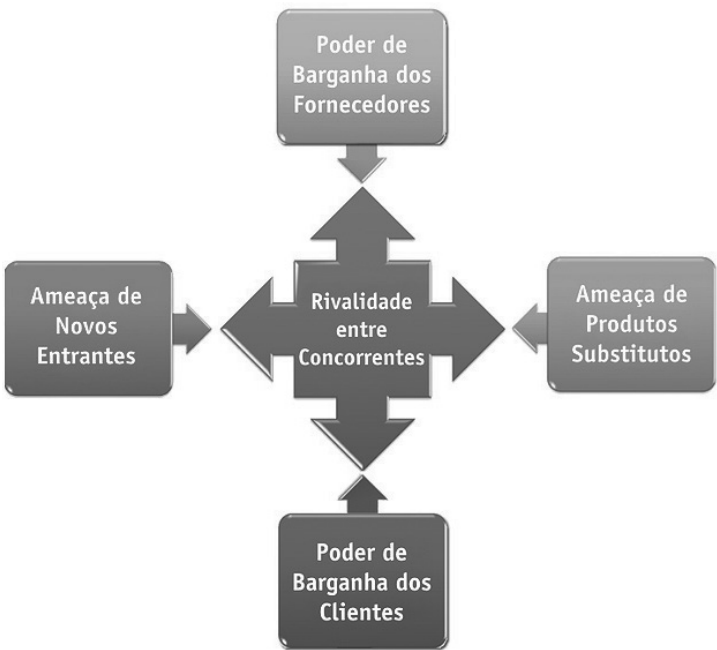 Poder de
Barganha dos
Fornecedores
Ameaça de
Novos
Entrantes
Rivalidade
entre
Concorrentes
Ameaça de
Produtos
Substitutos
Poder de
Barganha dos
Clientes